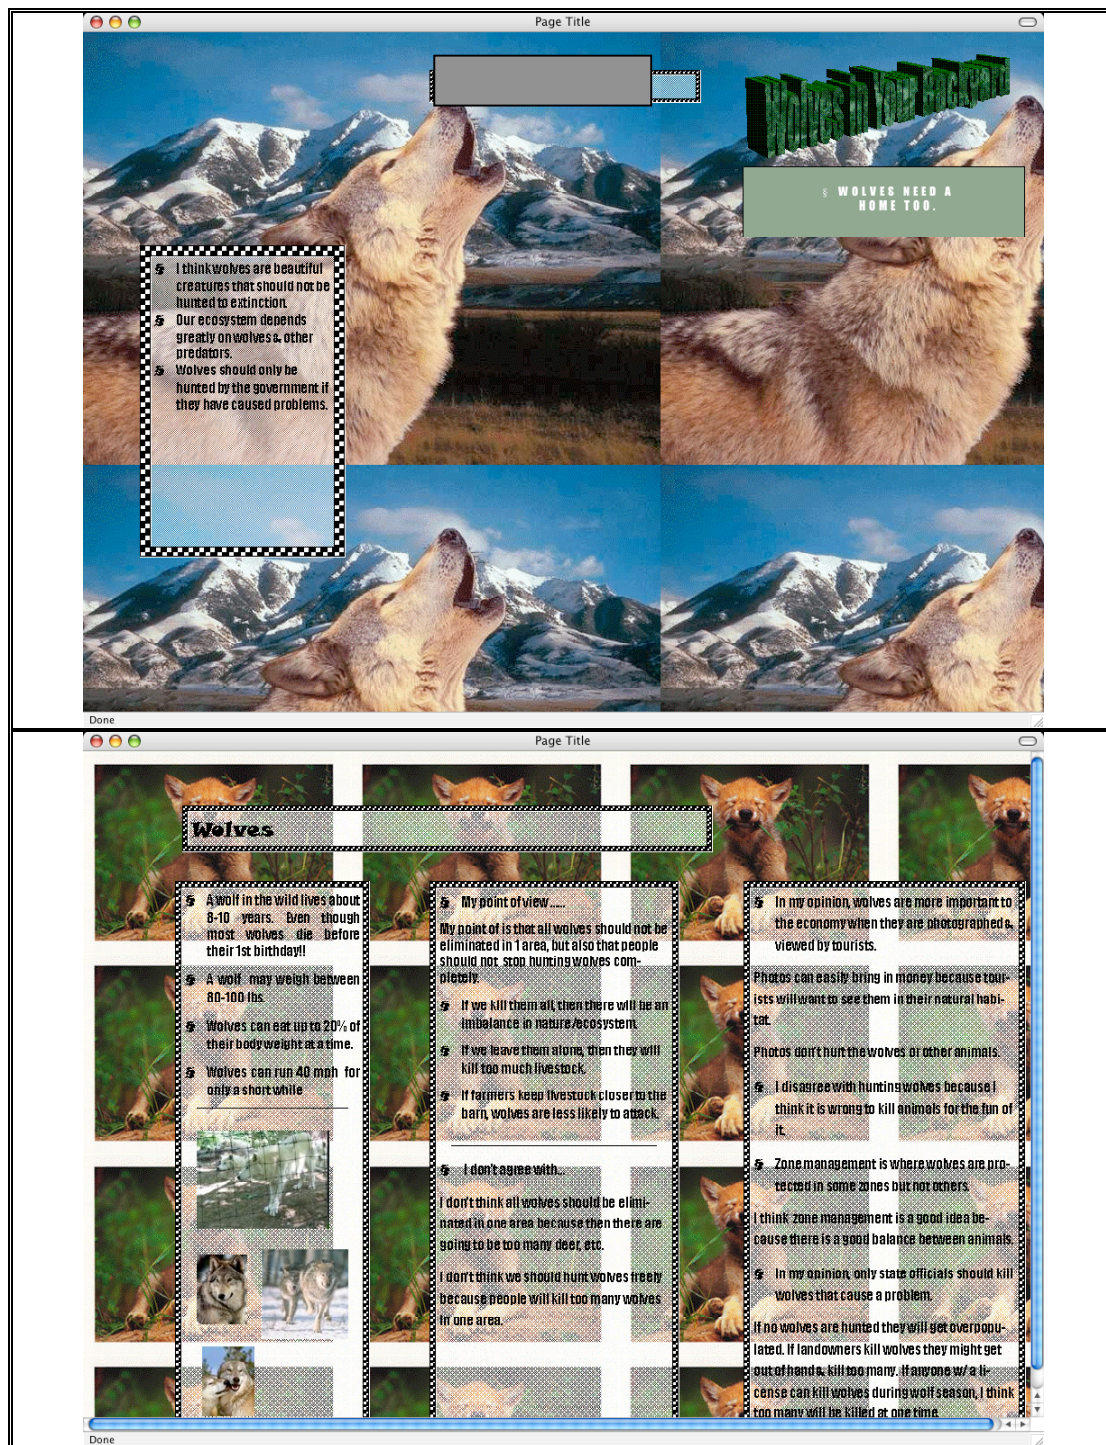 Page Title
Wolves in Your Backyard
WOLVES NEED A
HOME TOO.
I think wolves are beautiful
creatures that should not be
hunted to extinction.
Our ecosystem depends
greatly on wolves & other
predators.
Wolves should only be
hunted by the government if
they have caused problems.
Done
Page Title
Wolves
A wolf in the wild lives about
8-10 years. Even though
most wolves die before
their 1st birthday!!
A wolf may weigh between
80-100 lbs.
Wolves can eat up to 20% of
their body weight at a time.
Wolves can run 40 mph for
only a short while
My point of view......
My point of is that all wolves should not be
eliminated in 1 area, but also that people
should not stop hunting wolves com-
pletely.
If we kill them all, then there will be an
imbalance in nature/ecosystem.
If we leave them alone, then they will
kill too much livestock.
If farmers keep livestock closer to the
barn, wolves are less likely to attack.
I don't agree with...
I don't think all wolves should be elimi-
nated in one area because then there are
going to be too many deer, etc.
I don't think we should hunt wolves freely
because people will kill too many wolves
in one area.
In my opinion, wolves are more important to
the economy when they are photographed &
viewed by tourists.
Photos can easily bring in money because tour-
ists will want to see them in their natural habi-
tat.
Photos don't hurt the wolves or other animals.
I disagree with hunting wolves because I
think it is wrong to kill animals for the fun of
it.
Zone management is where wolves are pro-
tected in some zones but not others.
I think zone management is a good idea be-
cause there is a good balance between animals.
In my opinion, only state officials should kill
wolves that cause a problem.
If no wolves are hunted they will get overpopu-
lated. If landowners kill wolves they might get
out of hand & kill too many. If anyone w/ a li-
cense can kill wolves during wolf season, I think
too many will be killed at one time.
Done